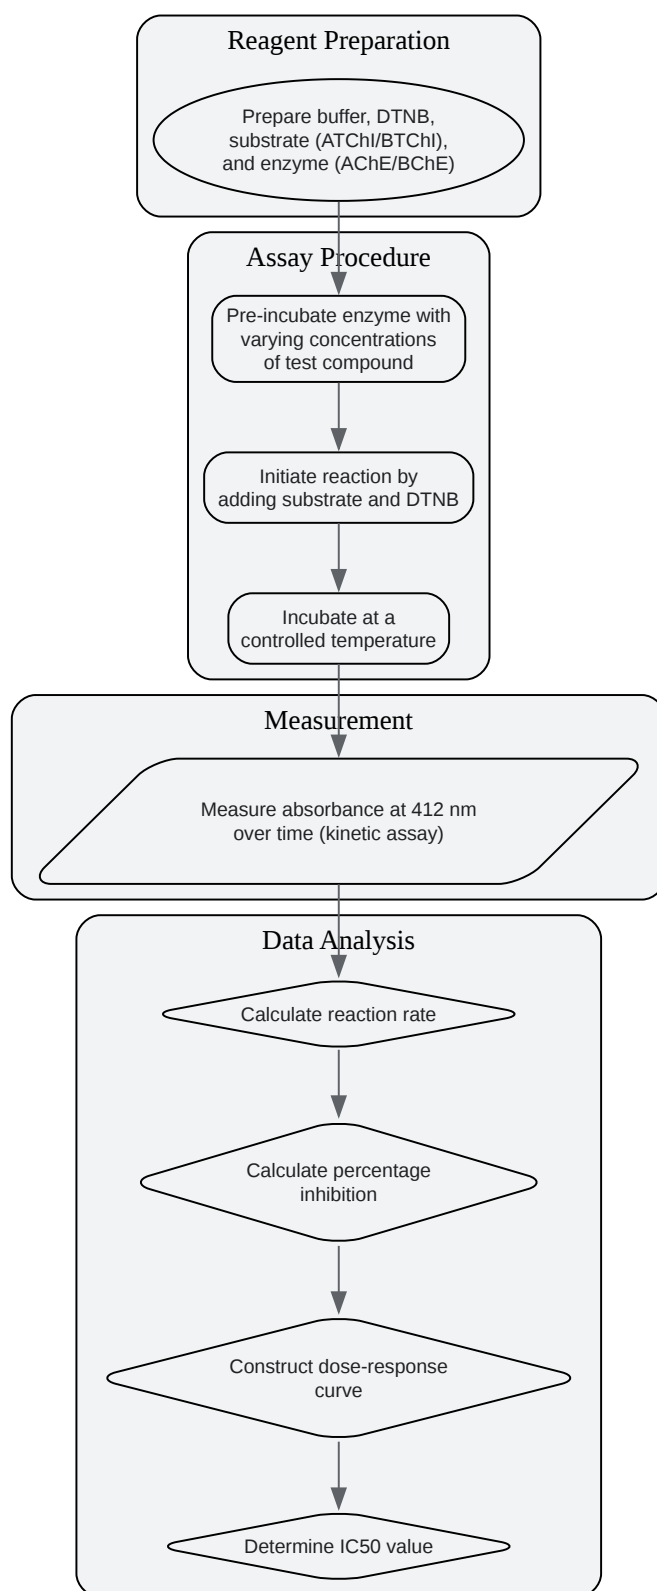 Reagent Preparation
Prepare buffer, DTNB,
substrate (ATChI/BTChI),
and enzyme (AChE/BChE)
Assay Procedure
Pre-incubate enzyme with
varying concentrations
of test compound
Initiate reaction by
adding substrate and DTNB
Incubate at a
controlled temperature
Measurement
Measure absorbance at 412 nm
over time (kinetic assay)
Data Analysis
Calculate reaction rate
Calculate percentage
inhibition
Construct dose-response
curve
Determine IC50 value